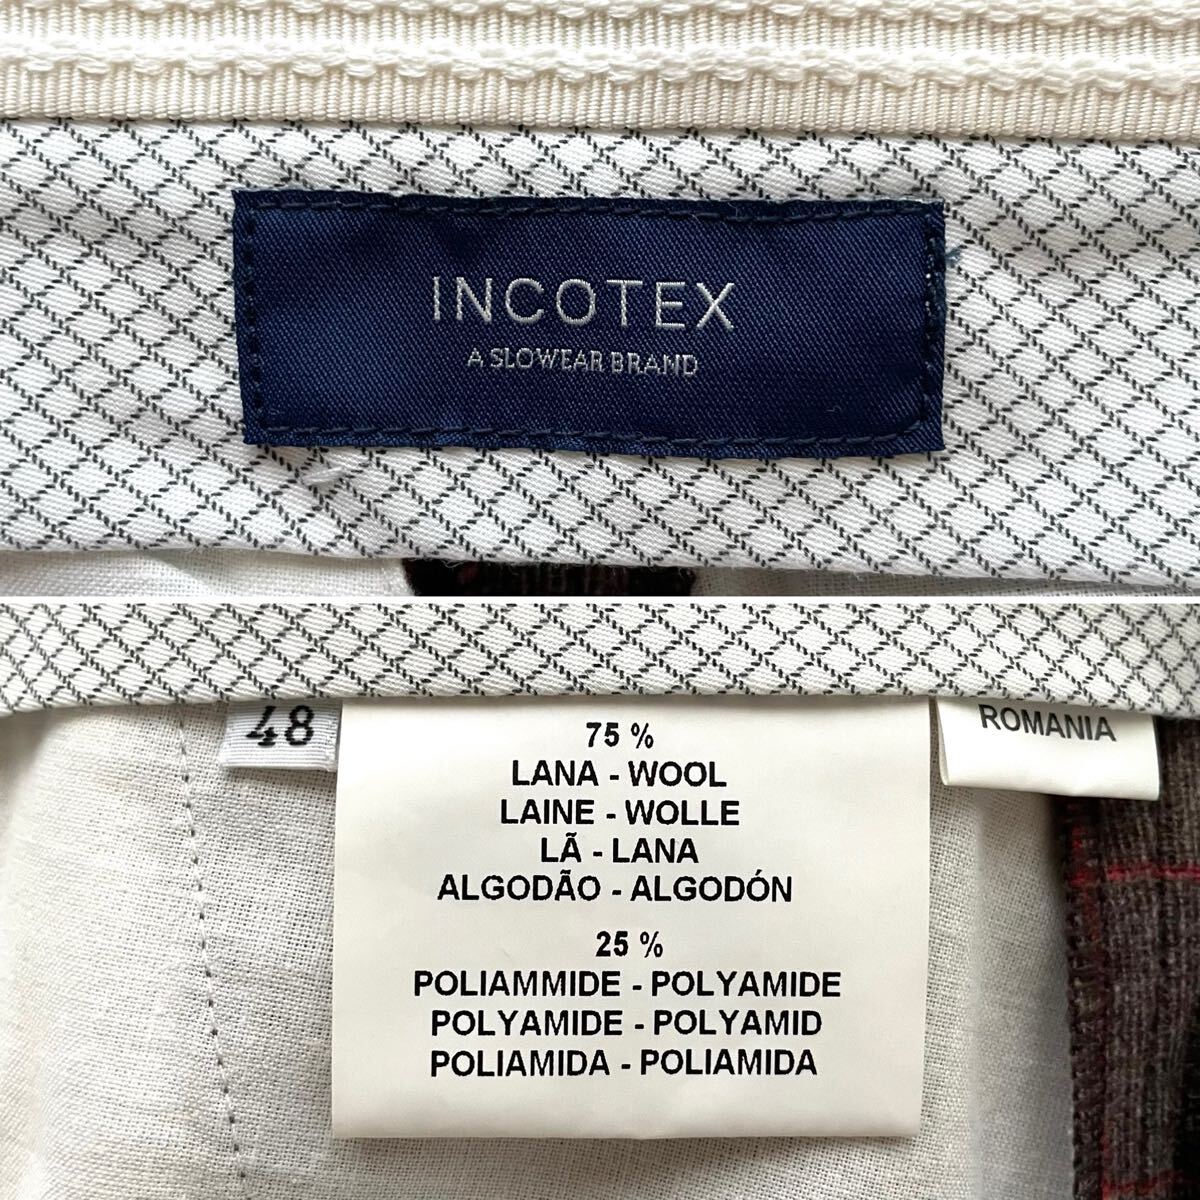 INCOTEX
A SLOWEAR BRAND
48
75 %
LANA - WOOL
LAINE - WOLLE
LÃ - LANA
ALGODÃO - ALGODÓN
25 %
POLIAMMIDE - POLYAMIDE
POLYAMIDE - POLYAMID
POLIAMIDA - POLIAMIDA
ROMANIA